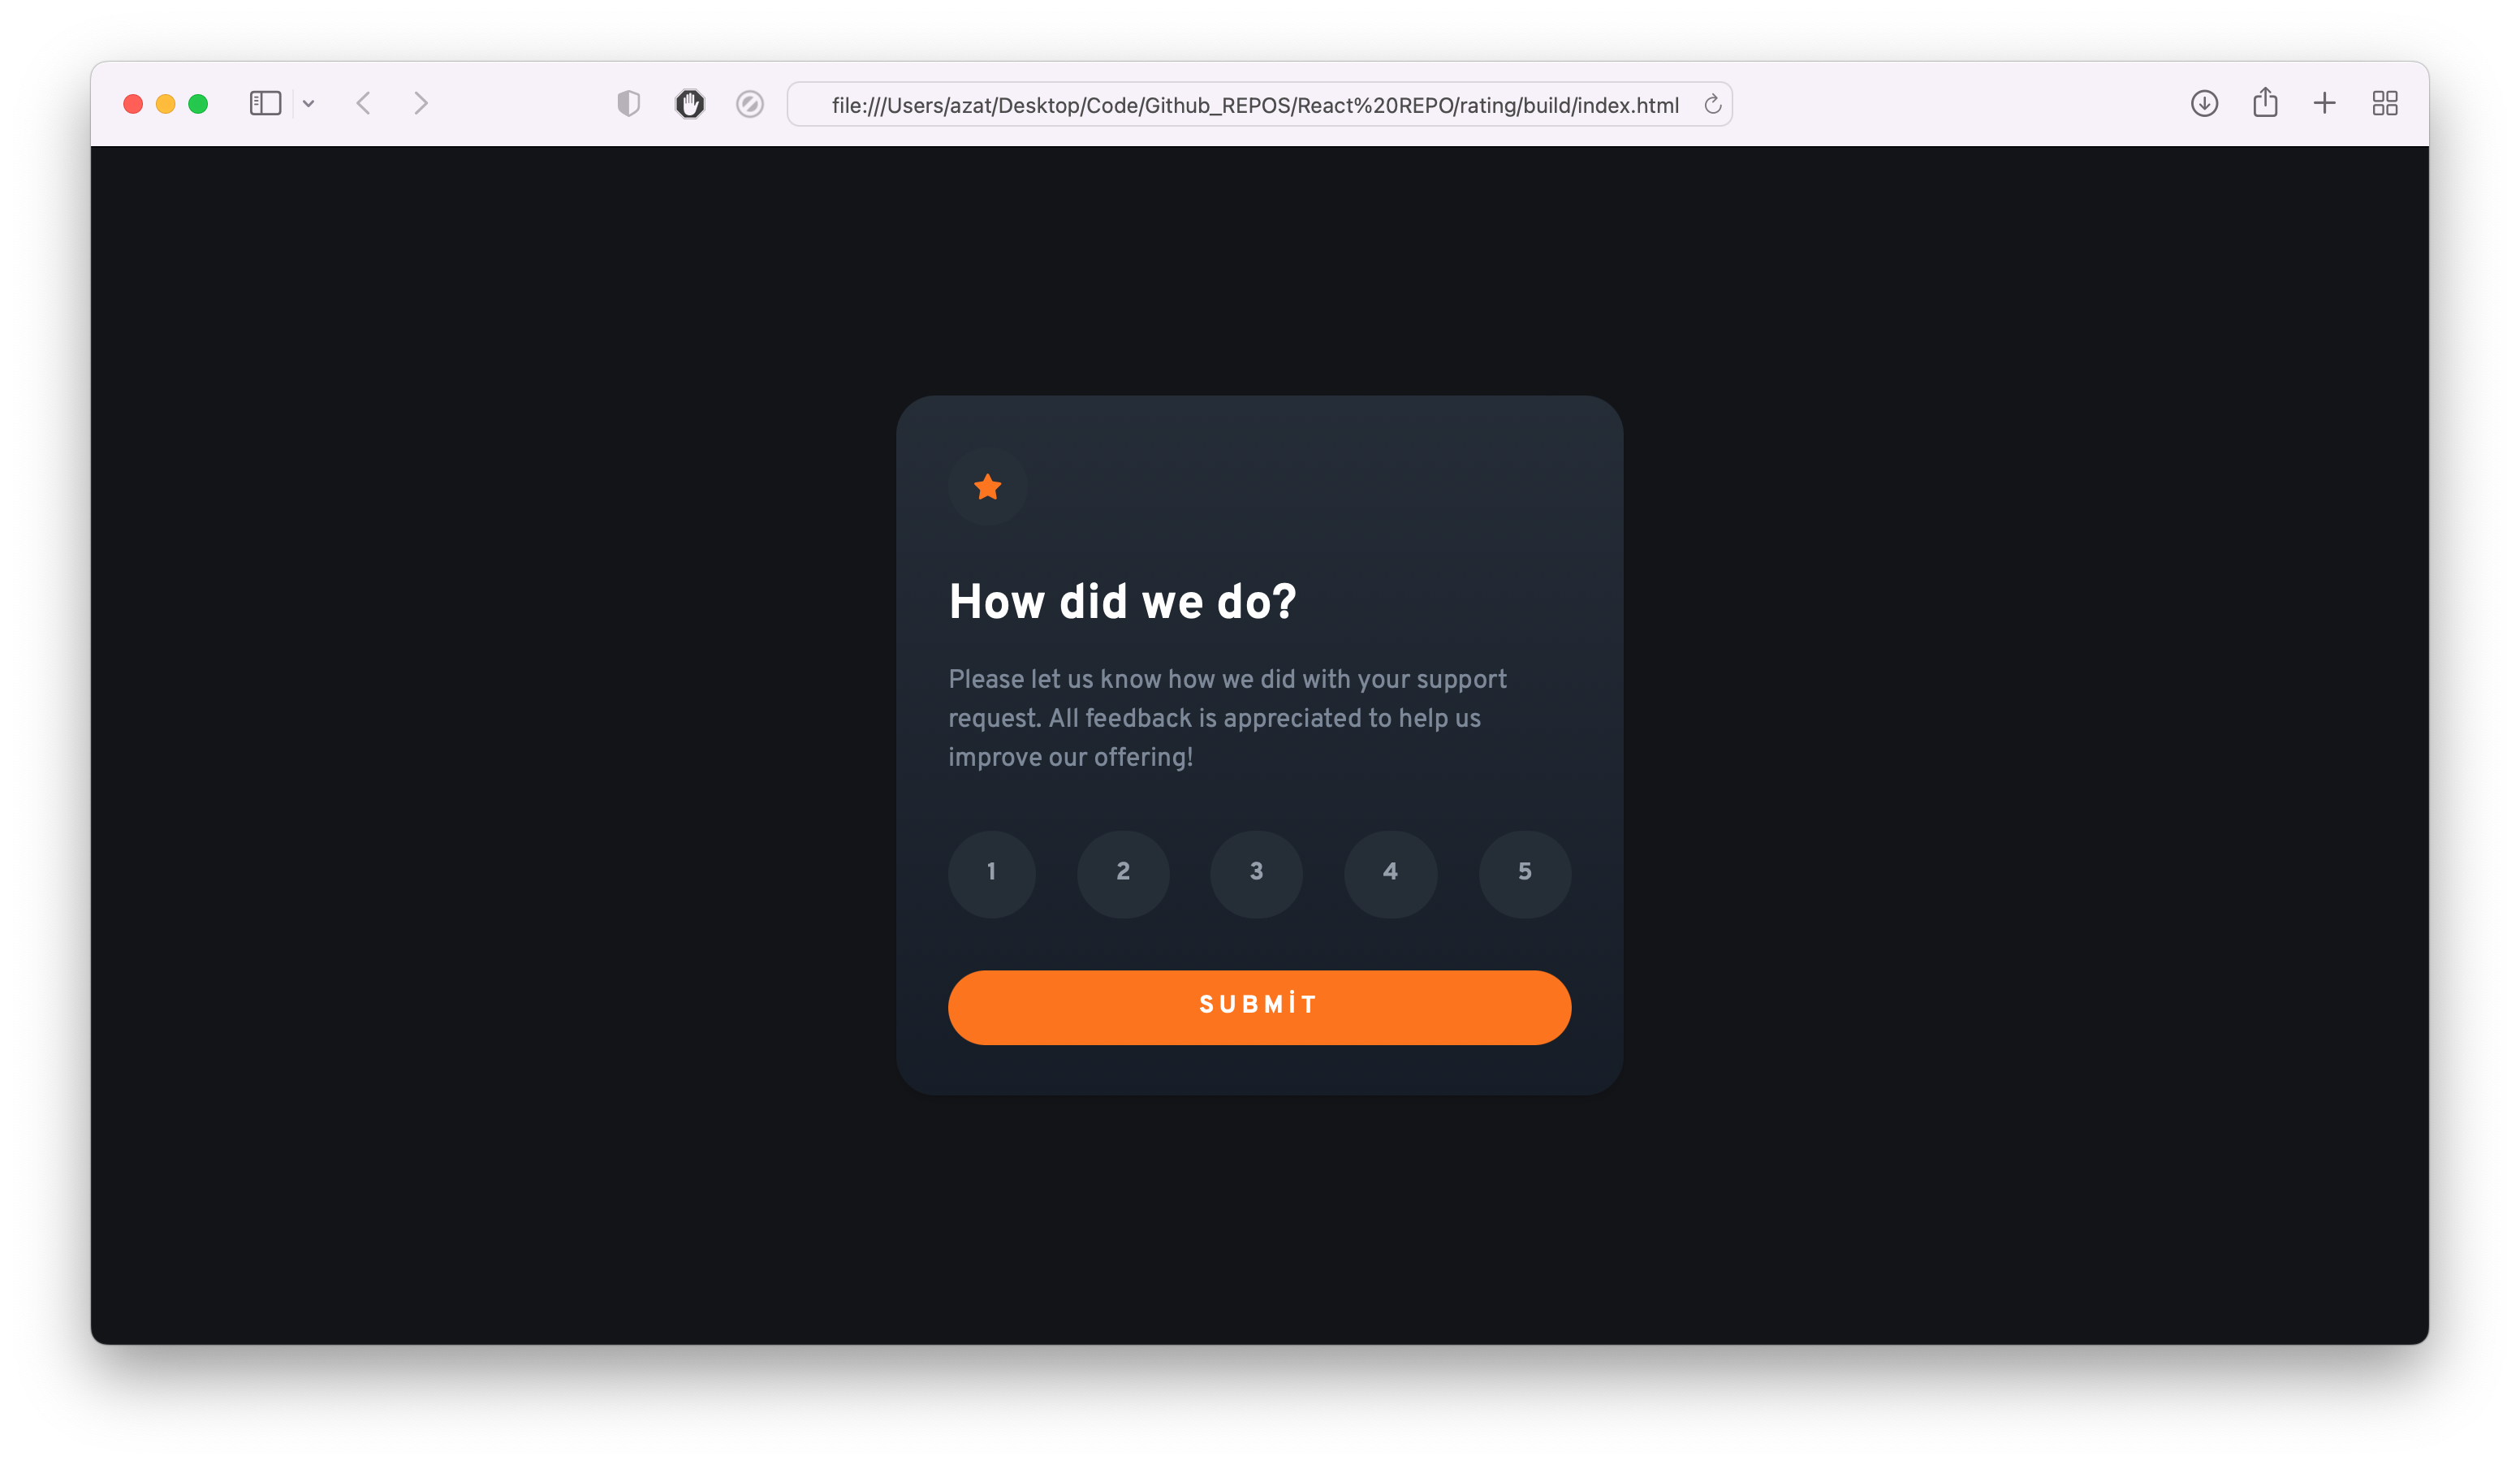 file:///Users/azat/Desktop/Code/Github_REPOS/React%20REPO/rating/build/index.html
How did we do?
Please let us know how we did with your support
request. All feedback is appreciated to help us
improve our offering!
1 2 3 4 5
SUBMİT